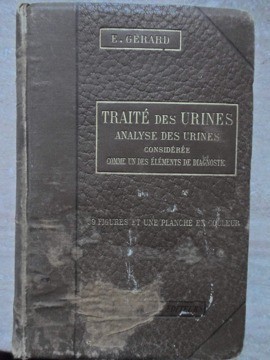 E. GÉRARD
TRAITÉ DES URINES
ANALYSE DES URINES
CONSIDÉRÉE
COMME UN DES ÉLÉMENTS DE DIAGNOSTIC
FIGURES ET UNE PLANCHE EN COULEUR